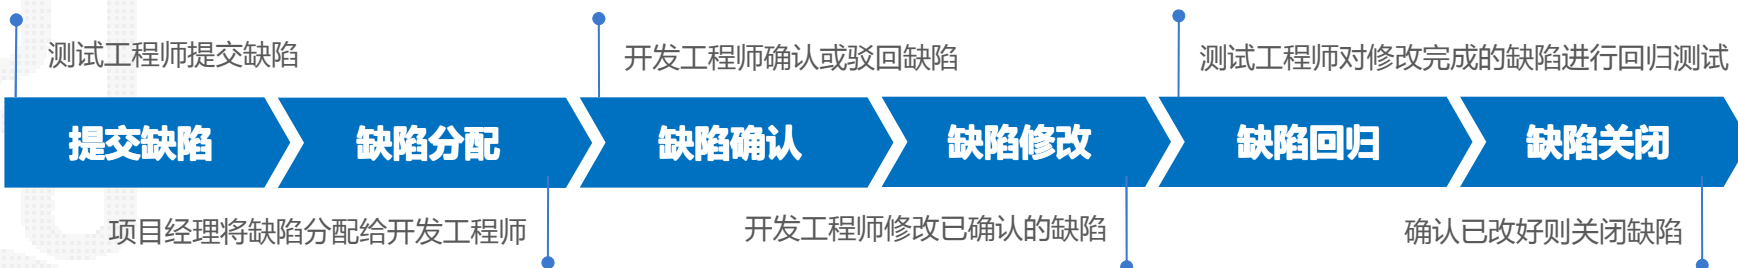 测试工程师提交缺陷
开发工程师确认或驳回缺陷
测试工程师对修改完成的缺陷进行回归测试
提交缺陷
缺陷分配
缺陷确认
缺陷修改
缺陷回归
缺陷关闭
项目经理将缺陷分配给开发工程师
开发工程师修改已确认的缺陷
确认已改好则关闭缺陷